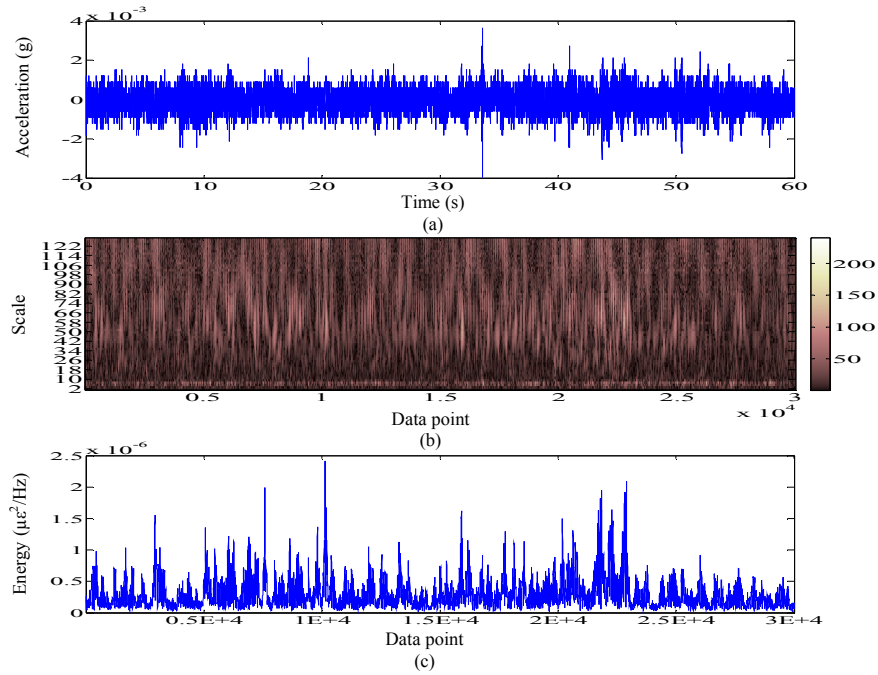 x 10⁻³
4
2
0
-2
-4
Acceleration (g)
0 10 20 30 40 50 60
Time (s)
(a)
122
114
106
98
90
82
74
66
58
50
42
34
26
18
10
2
Scale
200
150
100
50
0.5 1 1.5 2 2.5 3
x 10⁴
Data point
(b)
x 10⁻⁶
2.5
2
1.5
1
0.5
0
Energy (με²/Hz)
0.5E+4 1E+4 1.5E+4 2E+4 2.5E+4 3E+4
Data point
(c)